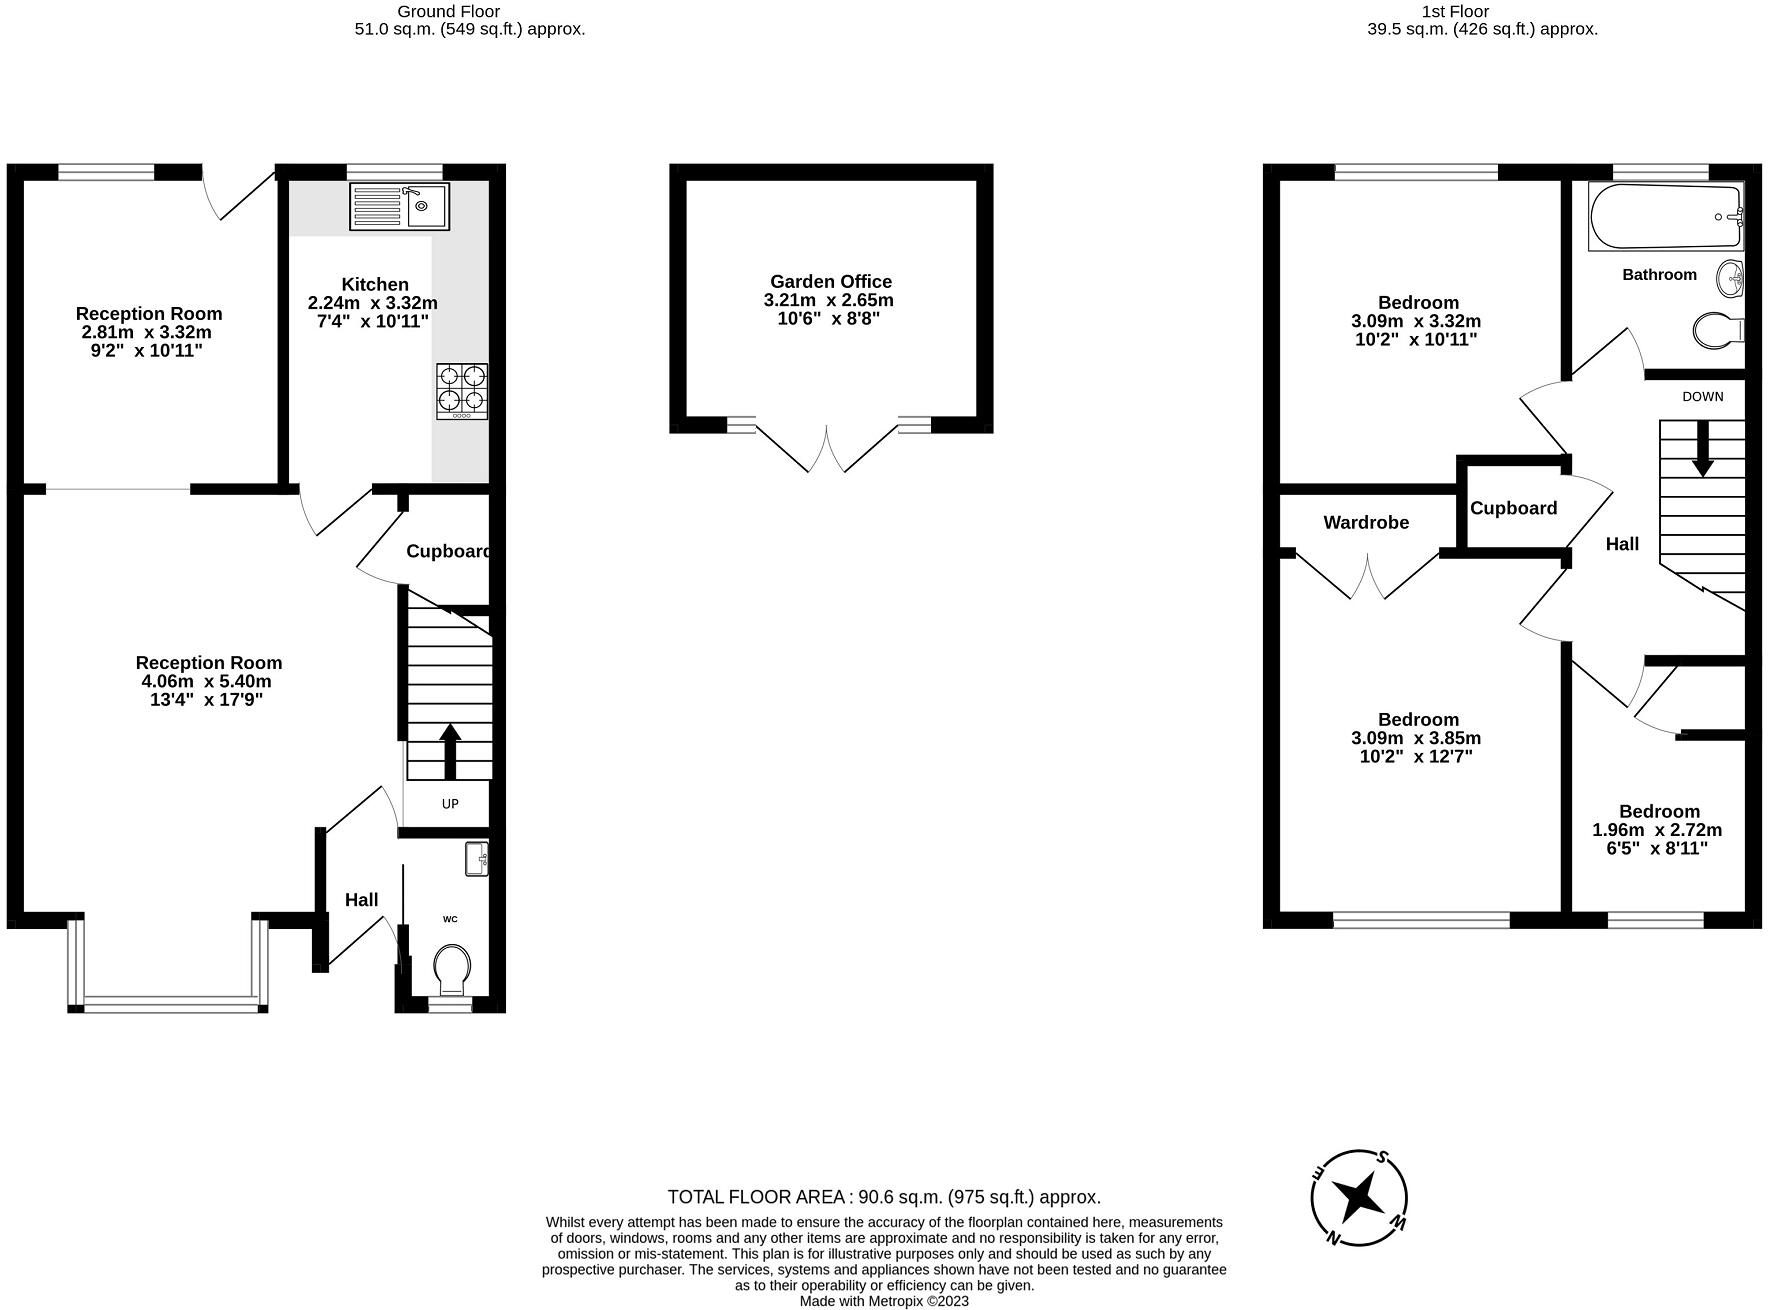 Ground Floor
51.0 sq.m. (549 sq.ft.) approx.
1st Floor
39.5 sq.m. (426 sq.ft.) approx.
Reception Room
2.81m x 3.32m
9'2" x 10'11"
Kitchen
2.24m x 3.32m
7'4" x 10'11"
Cupboard
Reception Room
4.06m x 5.40m
13'4" x 17'9"
UP
Hall
WC
Garden Office
3.21m x 2.65m
10'6" x 8'8"
Bedroom
3.09m x 3.32m
10'2" x 10'11"
Bathroom
DOWN
Wardrobe
Cupboard
Hall
Bedroom
3.09m x 3.85m
10'2" x 12'7"
Bedroom
1.96m x 2.72m
6'5" x 8'11"
S
E
W
N
TOTAL FLOOR AREA : 90.6 sq.m. (975 sq.ft.) approx.
Whilst every attempt has been made to ensure the accuracy of the floorplan contained here, measurements
of doors, windows, rooms and any other items are approximate and no responsibility is taken for any error,
omission or mis-statement. This plan is for illustrative purposes only and should be used as such by any
prospective purchaser. The services, systems and appliances shown have not been tested and no guarantee
as to their operability or efficiency can be given.
Made with Metropix ©2023